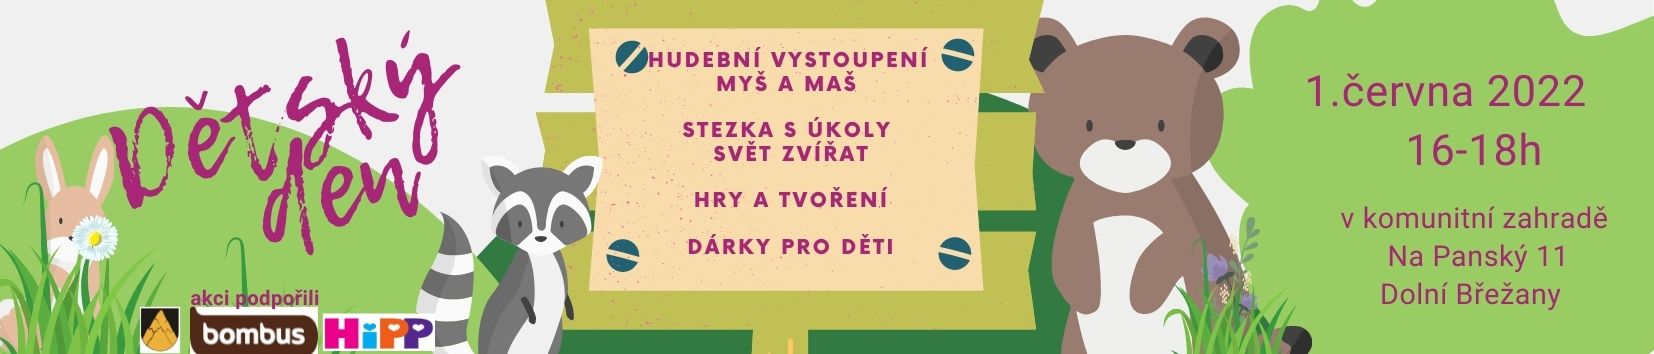 Dětský
den
akci podpořili
bombus
HiPP
HUDEBNÍ VYSTOUPENÍ
MYŠ A MAŠ
STEZKA S ÚKOLY
SVĚT ZVÍŘAT
HRY A TVOŘENÍ
DÁRKY PRO DĚTI
1.června 2022
16-18h
v komunitní zahradě
Na Panský 11
Dolní Břežany